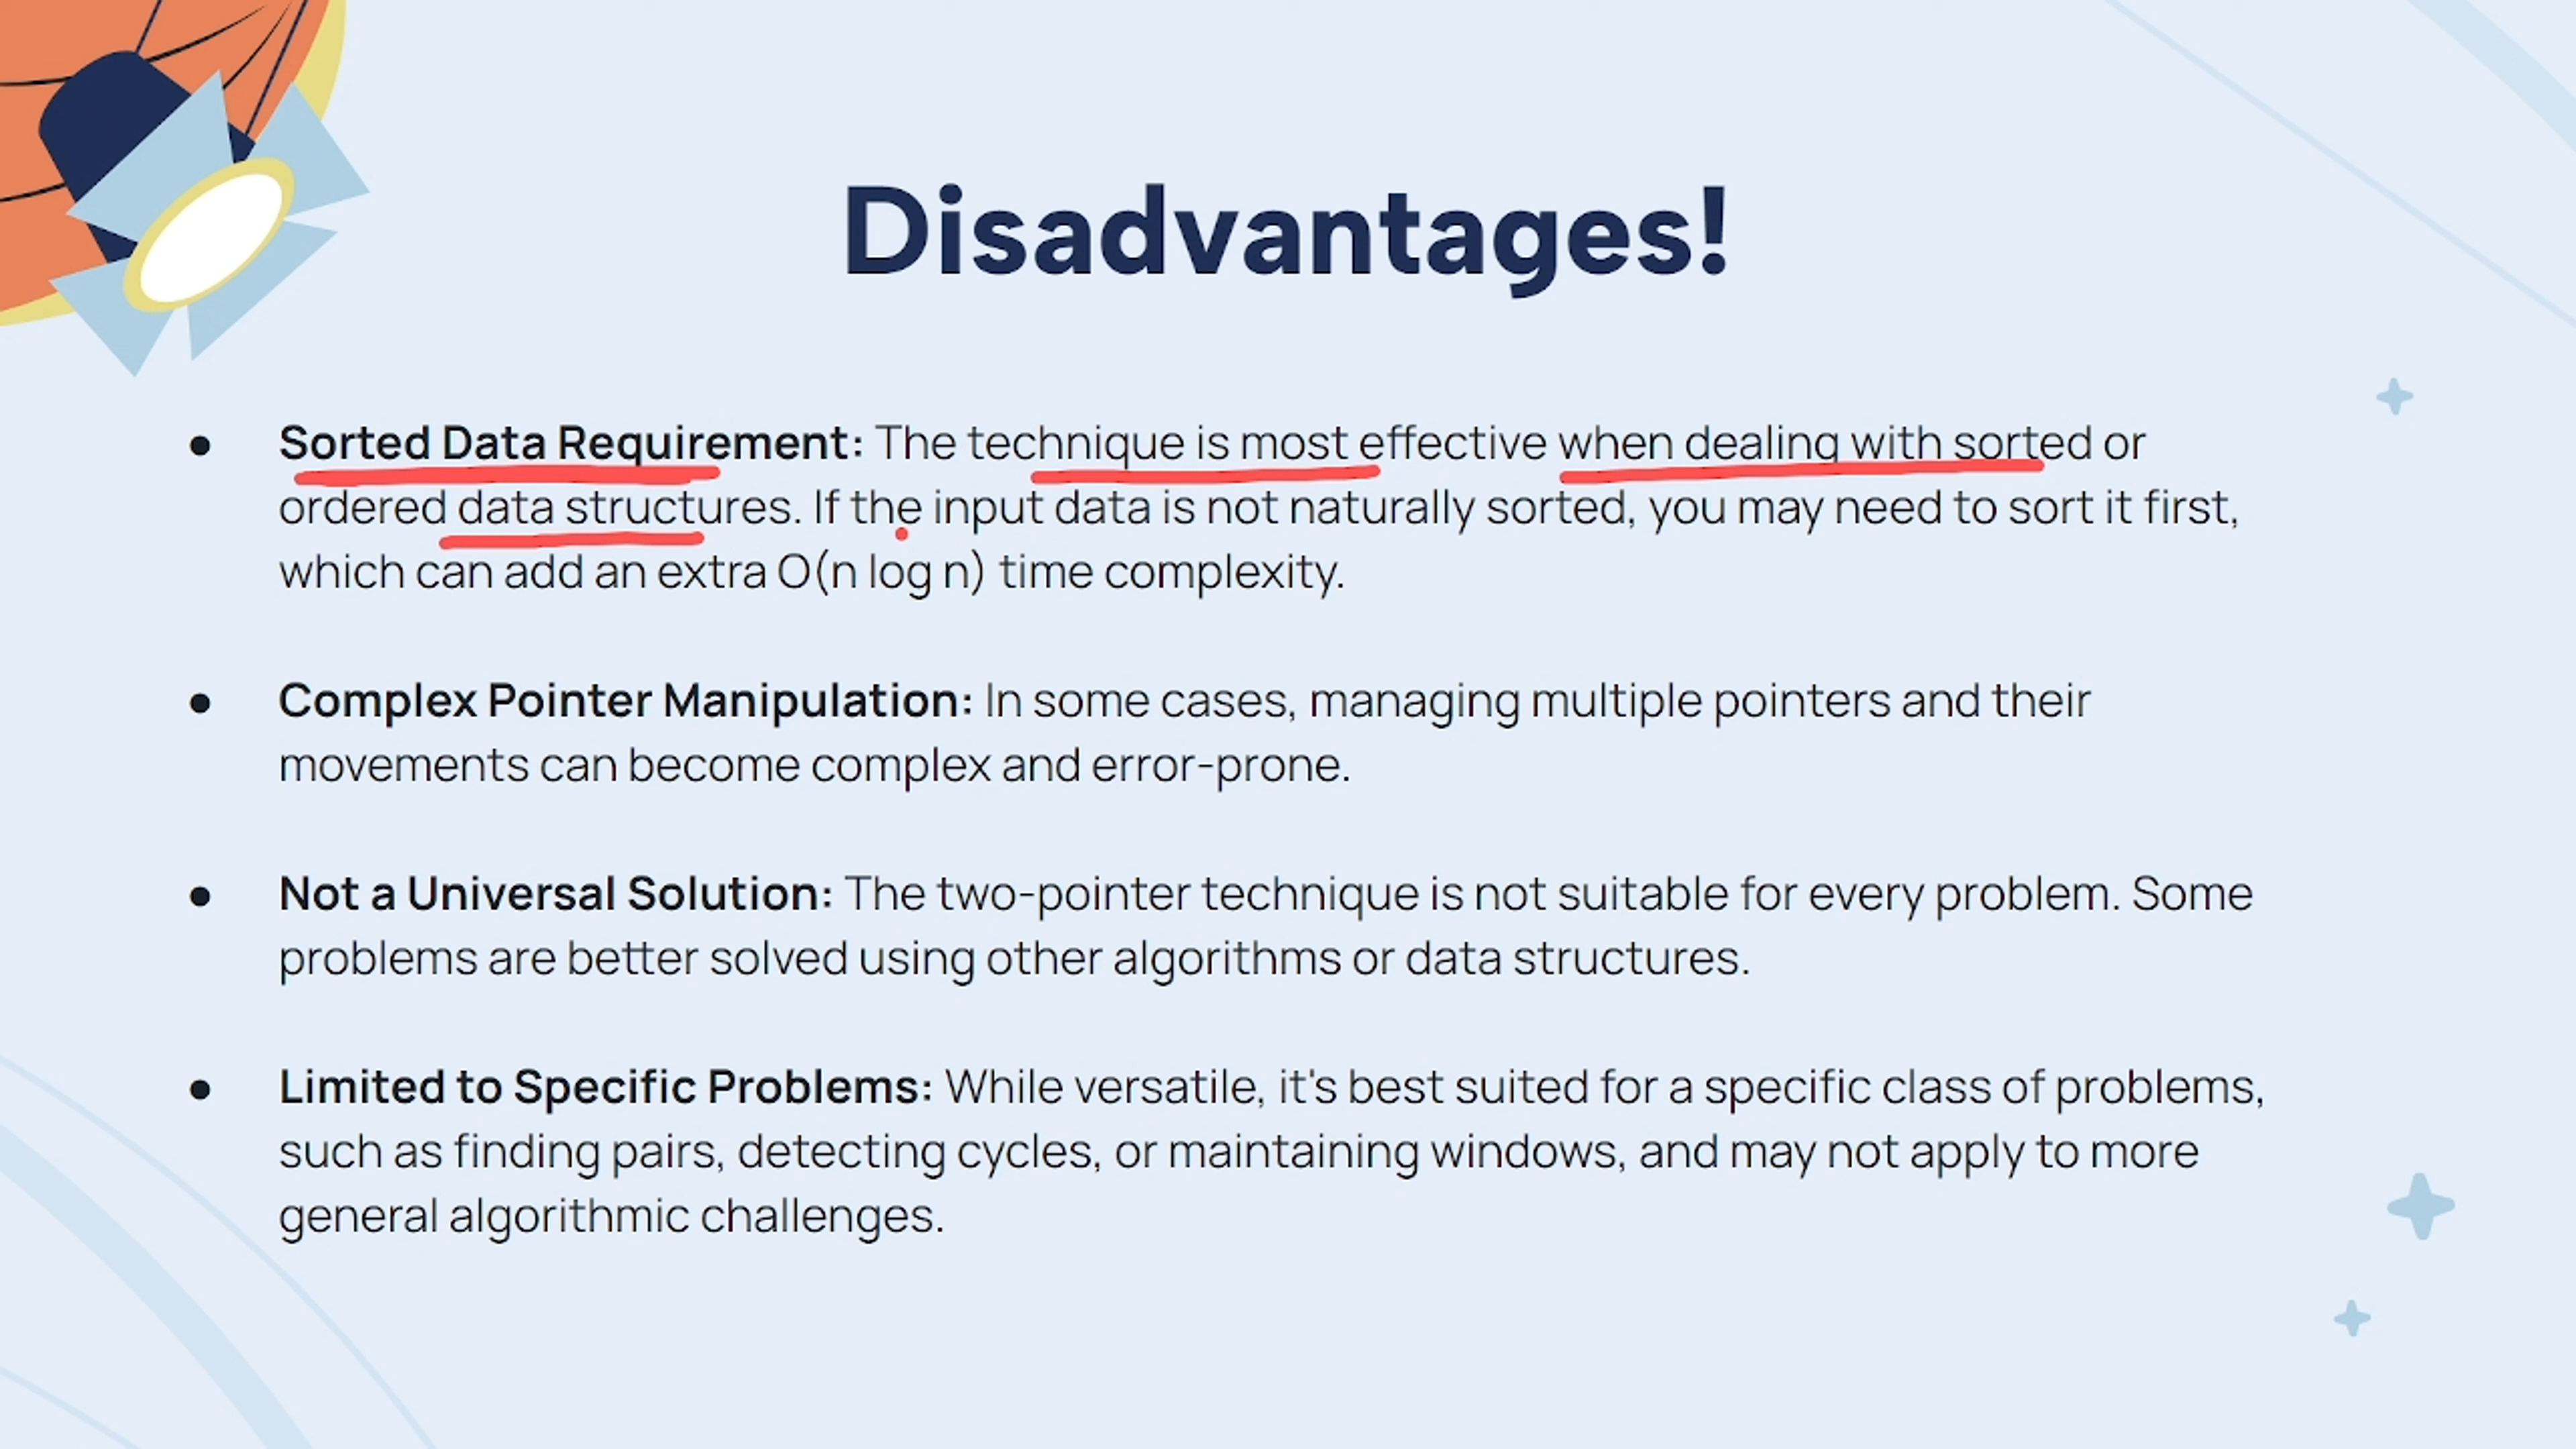 Disadvantages!
● Sorted Data Requirement: The technique is most effective when dealing with sorted or
ordered data structures. If the input data is not naturally sorted, you may need to sort it first,
which can add an extra O(n log n) time complexity.
● Complex Pointer Manipulation: In some cases, managing multiple pointers and their
movements can become complex and error-prone.
● Not a Universal Solution: The two-pointer technique is not suitable for every problem. Some
problems are better solved using other algorithms or data structures.
● Limited to Specific Problems: While versatile, it's best suited for a specific class of problems,
such as finding pairs, detecting cycles, or maintaining windows, and may not apply to more
general algorithmic challenges.